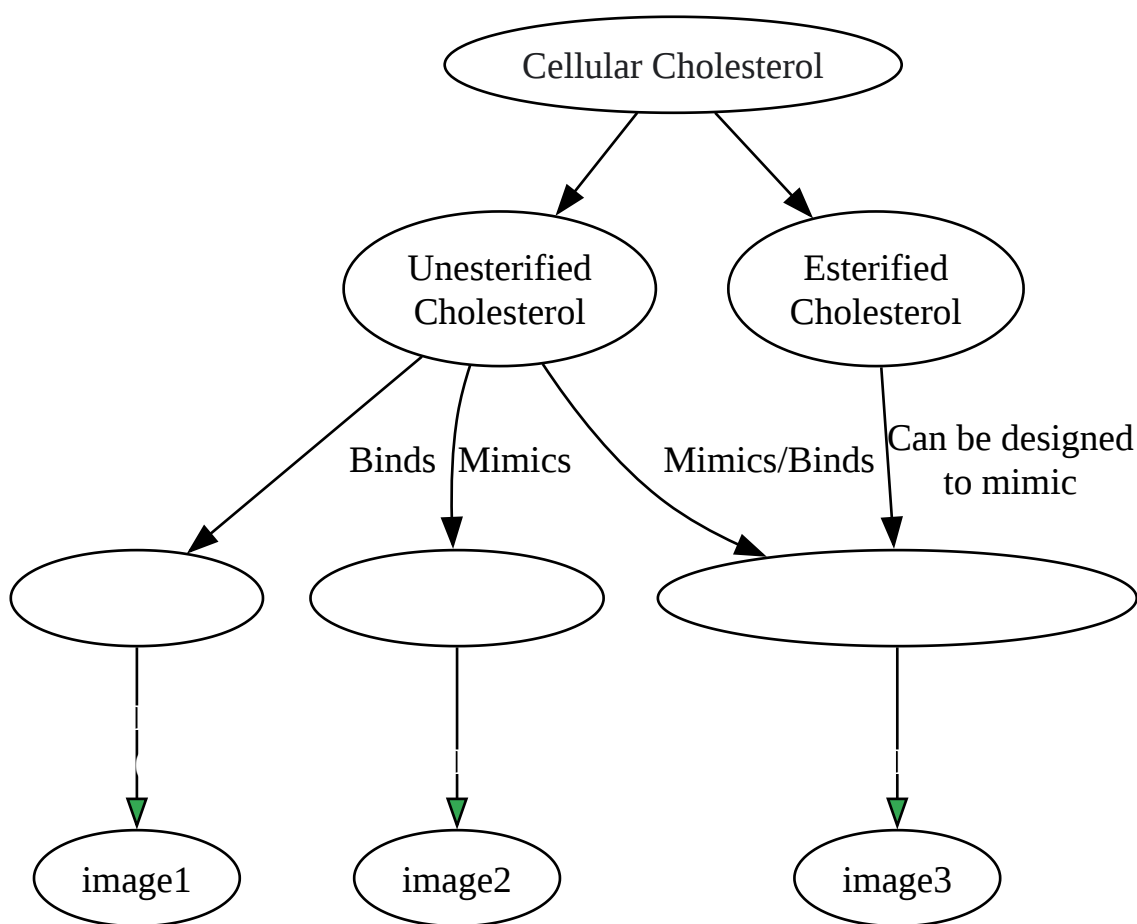 Cellular Cholesterol
Unesterified
Cholesterol
Esterified
Cholesterol
Binds
Mimics
Mimics/Binds
Can be designed
to mimic
image1
image2
image3